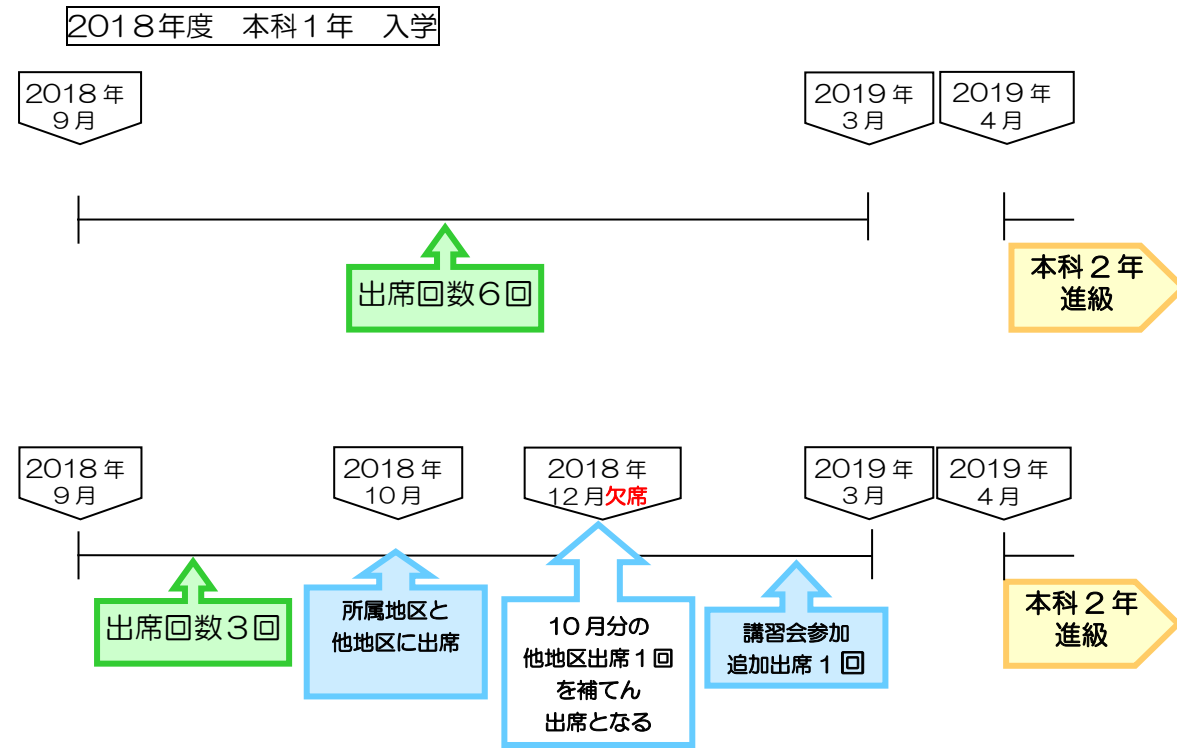 2018年度　本科1年　入学
2018年
9月
2019年
3月
2019年
4月
出席回数6回
本科2年
進級
2018年
9月
2018年
10月
2018年
12月欠席
2019年
3月
2019年
4月
出席回数3回
所属地区と
他地区に出席
10月分の
他地区出席1回
を補てん
出席となる
講習会参加
追加出席1回
本科2年
進級